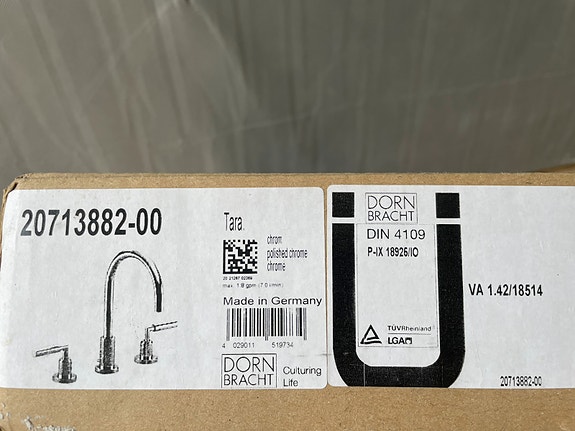 20713882-00
Tara.
chrom
polished chrome
chrome
max. 1.8 gpm (7.0 l/min)
Made in Germany
4 029011 519734
DORN
BRACHT
Culturing
Life
DORN
BRACHT
DIN 4109
P-IX 18925/IO
TÜVRheinland
LGA
VA 1.42/18514
20713882-00